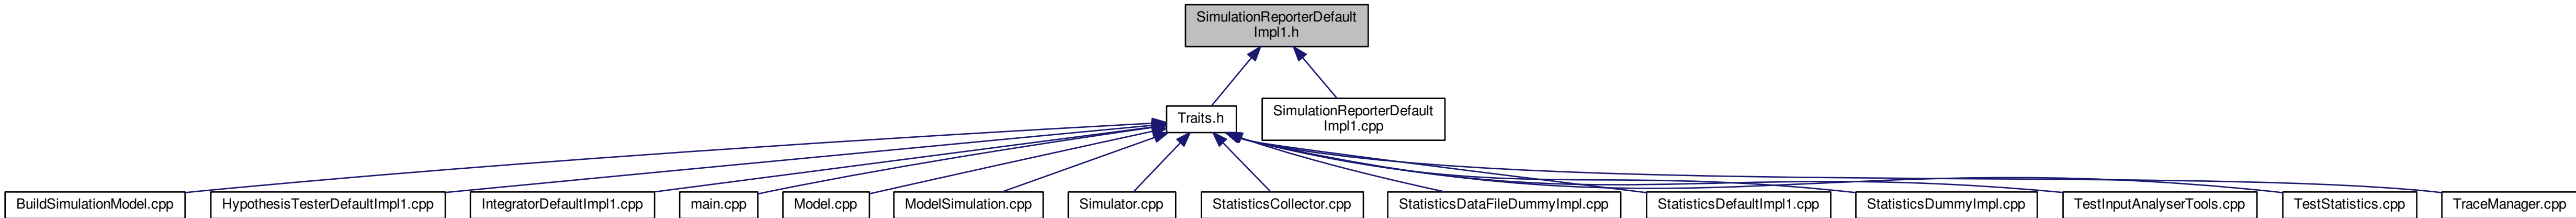 SimulationReporterDefault
Impl1.h
Traits.h
SimulationReporterDefault
Impl1.cpp
BuildSimulationModel.cpp
HypothesisTesterDefaultImpl1.cpp
IntegratorDefaultImpl1.cpp
main.cpp
Model.cpp
ModelSimulation.cpp
Simulator.cpp
StatisticsCollector.cpp
StatisticsDataFileDummyImpl.cpp
StatisticsDefaultImpl1.cpp
StatisticsDummyImpl.cpp
TestInputAnalyserTools.cpp
TestStatistics.cpp
TraceManager.cpp